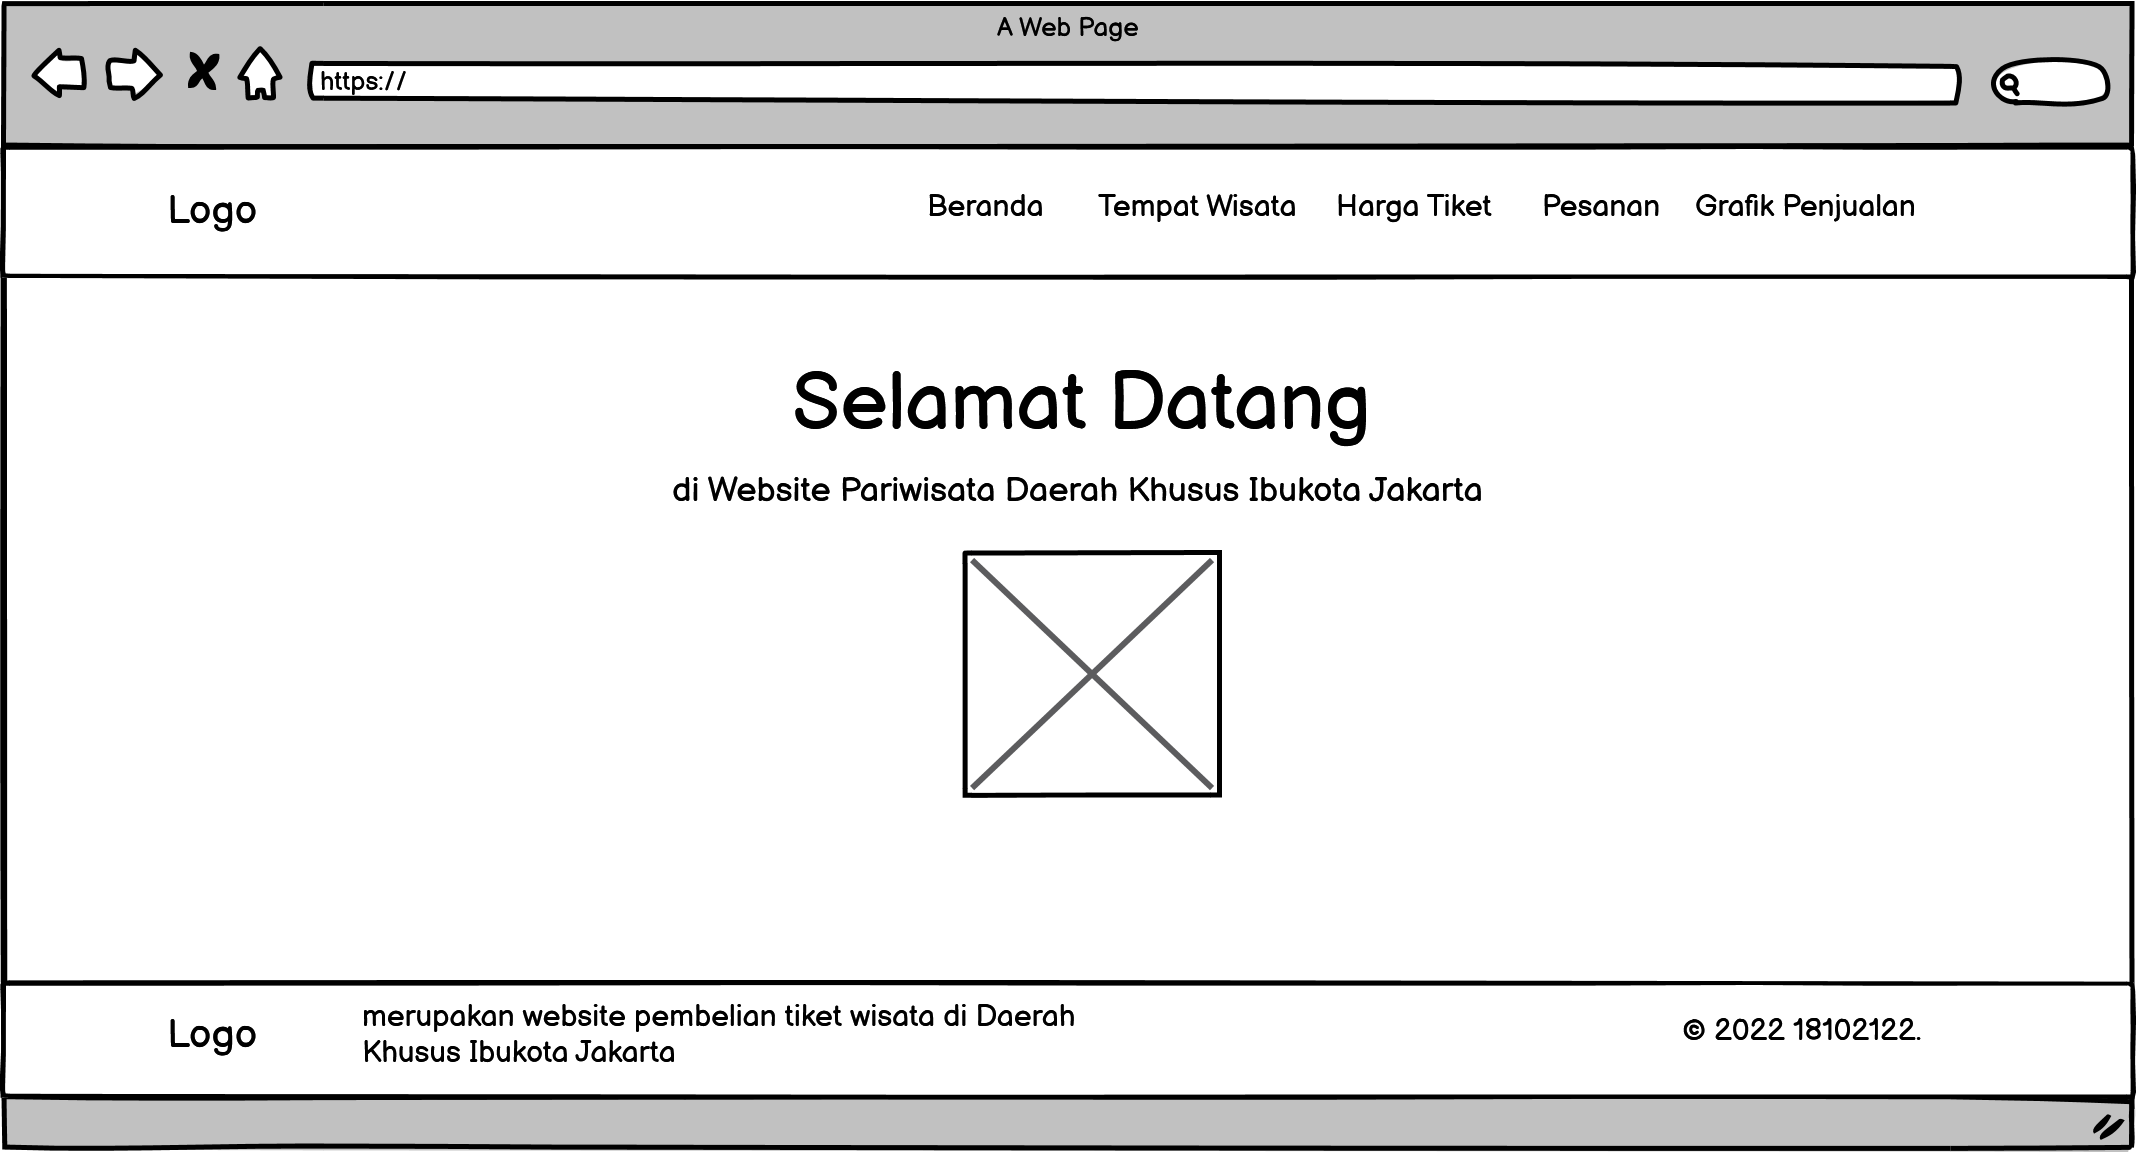 A Web Page
https://
Logo
Beranda Tempat Wisata Harga Tiket Pesanan Grafik Penjualan
Selamat Datang
di Website Pariwisata Daerah Khusus Ibukota Jakarta
Logo
merupakan website pembelian tiket wisata di Daerah
Khusus Ibukota Jakarta
© 2022 18102122.